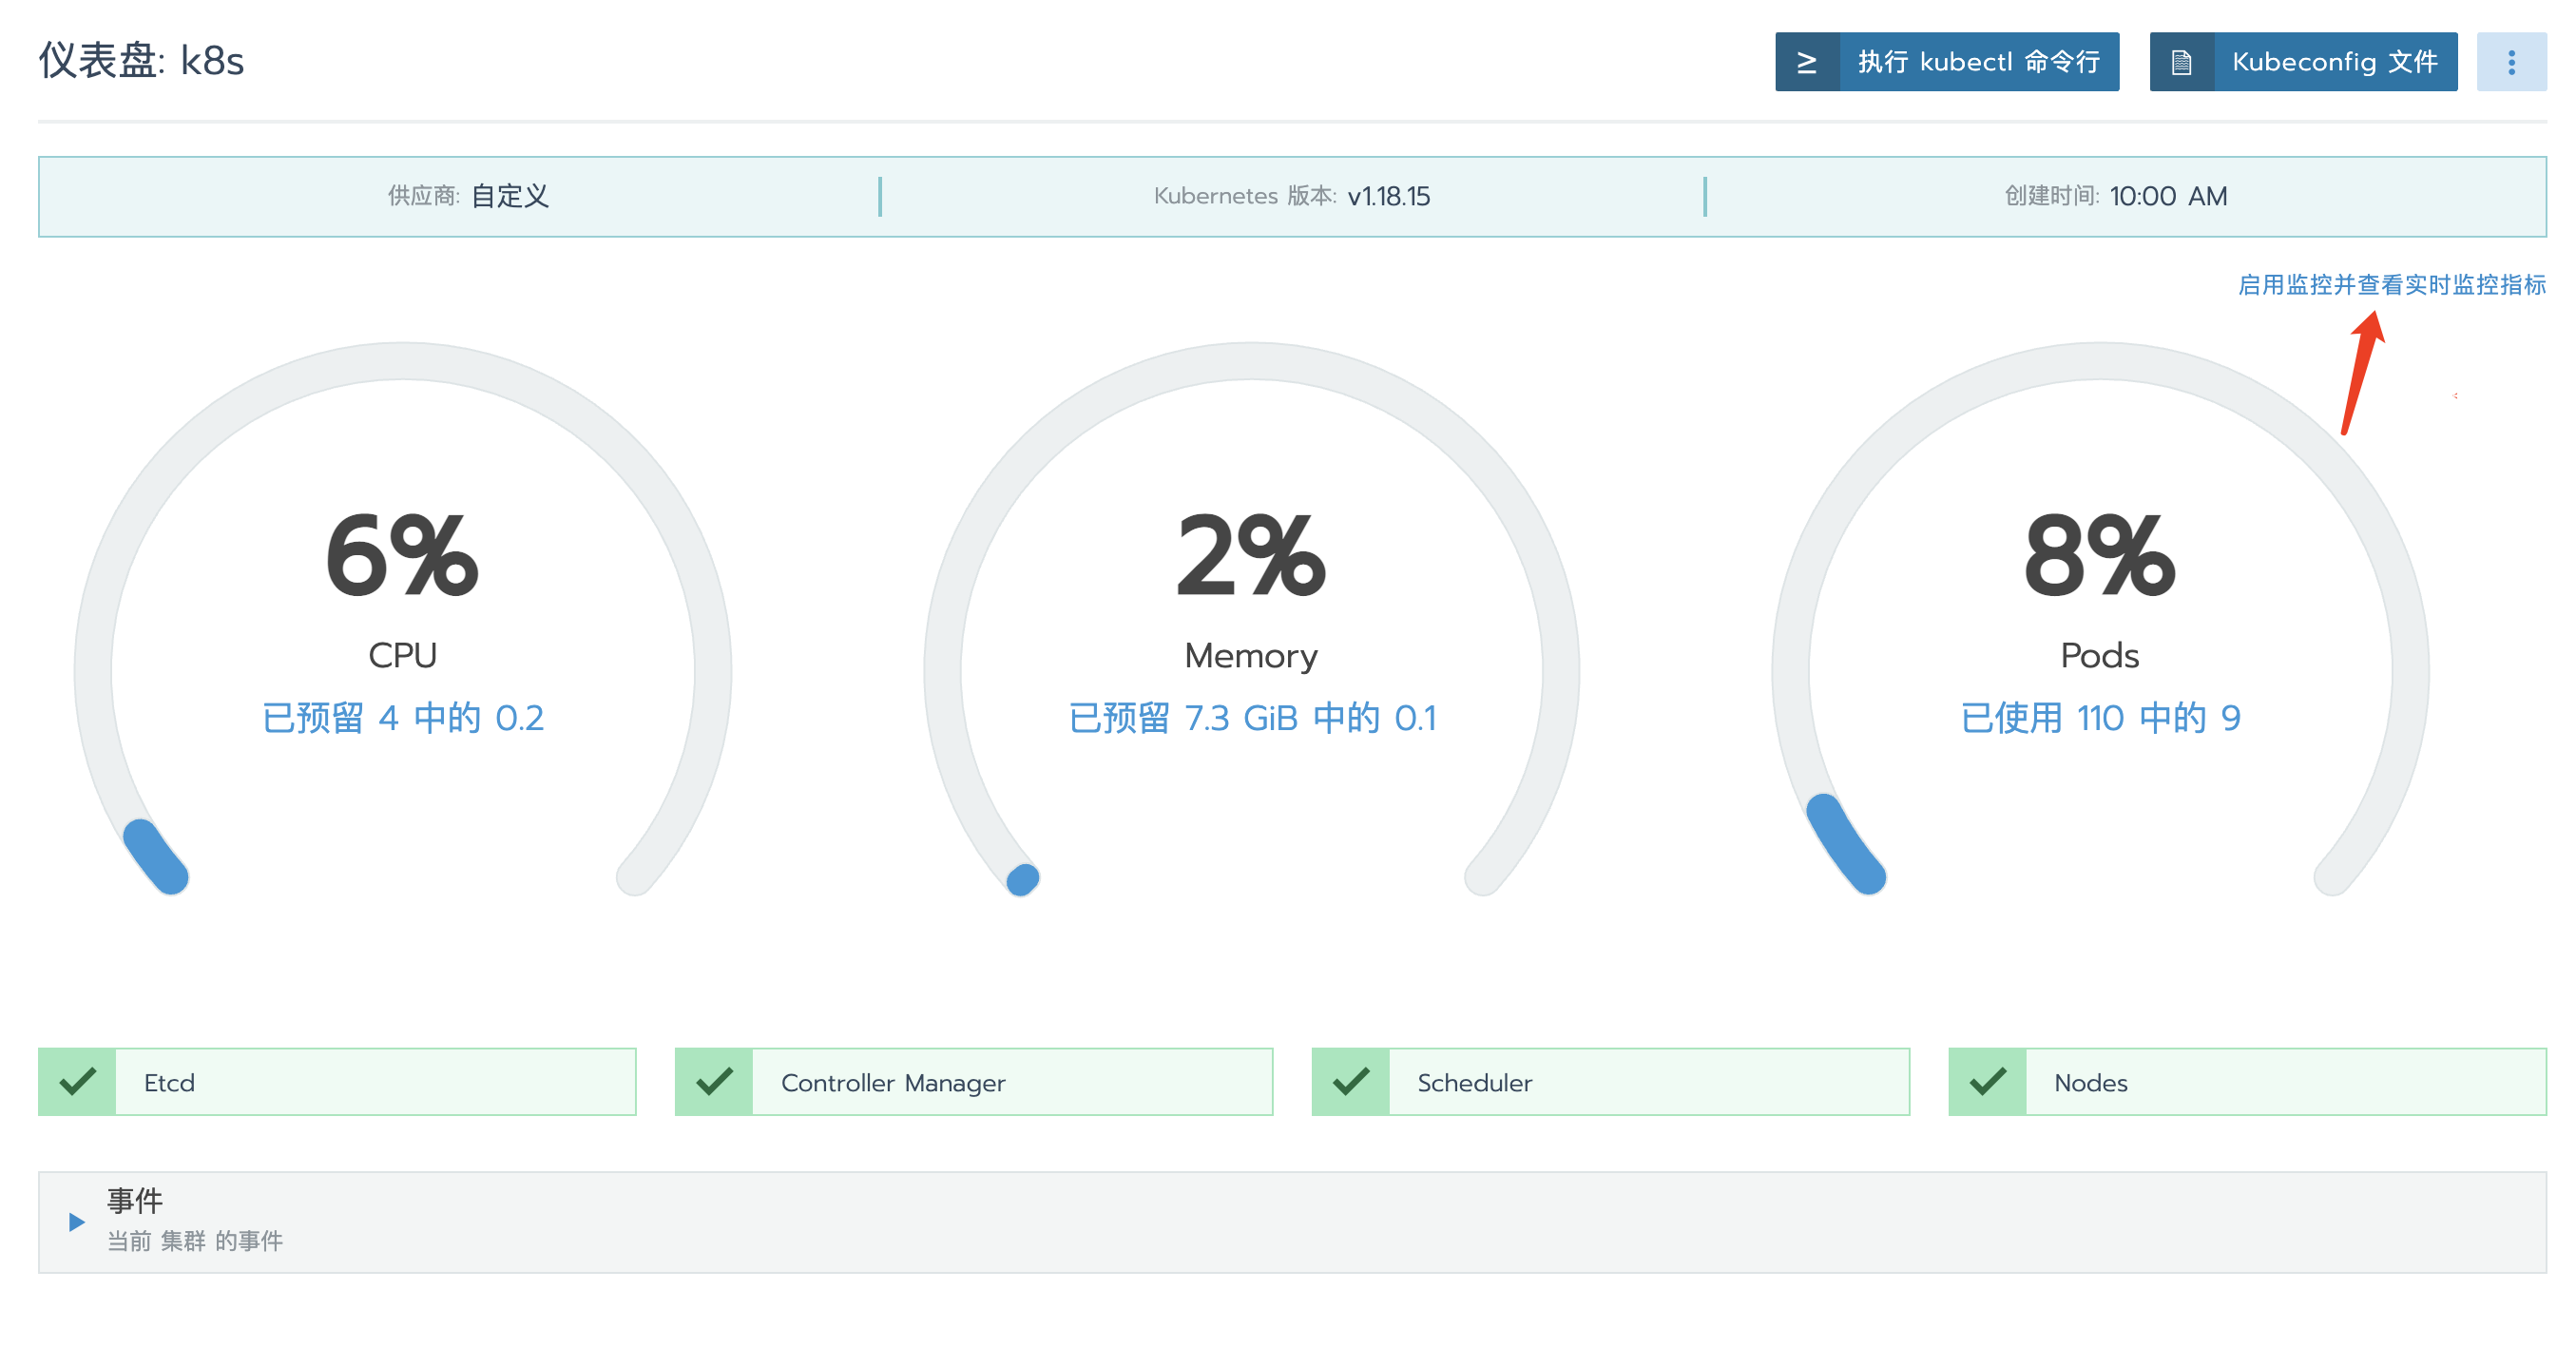 仪表盘: k8s
执行 kubectl 命令行
Kubeconfig 文件
供应商: 自定义
Kubernetes 版本: v1.18.15
创建时间: 10:00 AM
启用监控并查看实时监控指标
6%
CPU
已预留 4 中的 0.2
2%
Memory
已预留 7.3 GiB 中的 0.1
8%
Pods
已使用 110 中的 9
Etcd
Controller Manager
Scheduler
Nodes
事件
当前 集群 的事件